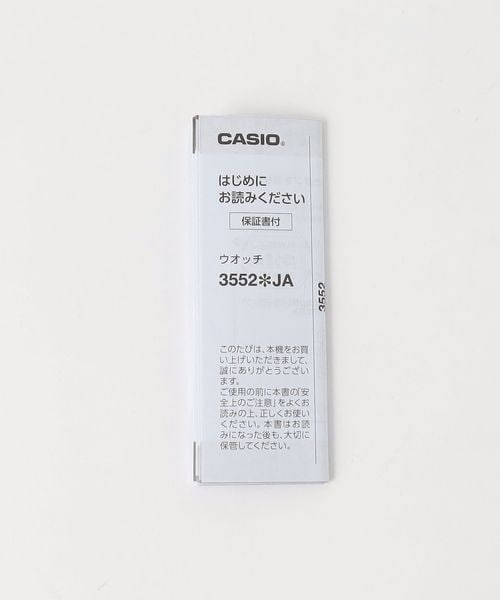 CASIO®
はじめに
お読みください
保証書付
ウオッチ
3552✽JA
3552
このたびは、本機をお買
い上げいただきまして、
誠にありがとうござい
ます。
ご使用の前に本書の「安
全上のご注意」をよくお
読みの上、正しくお使い
ください。本書はお読
みになった後も、大切に
保管してください。